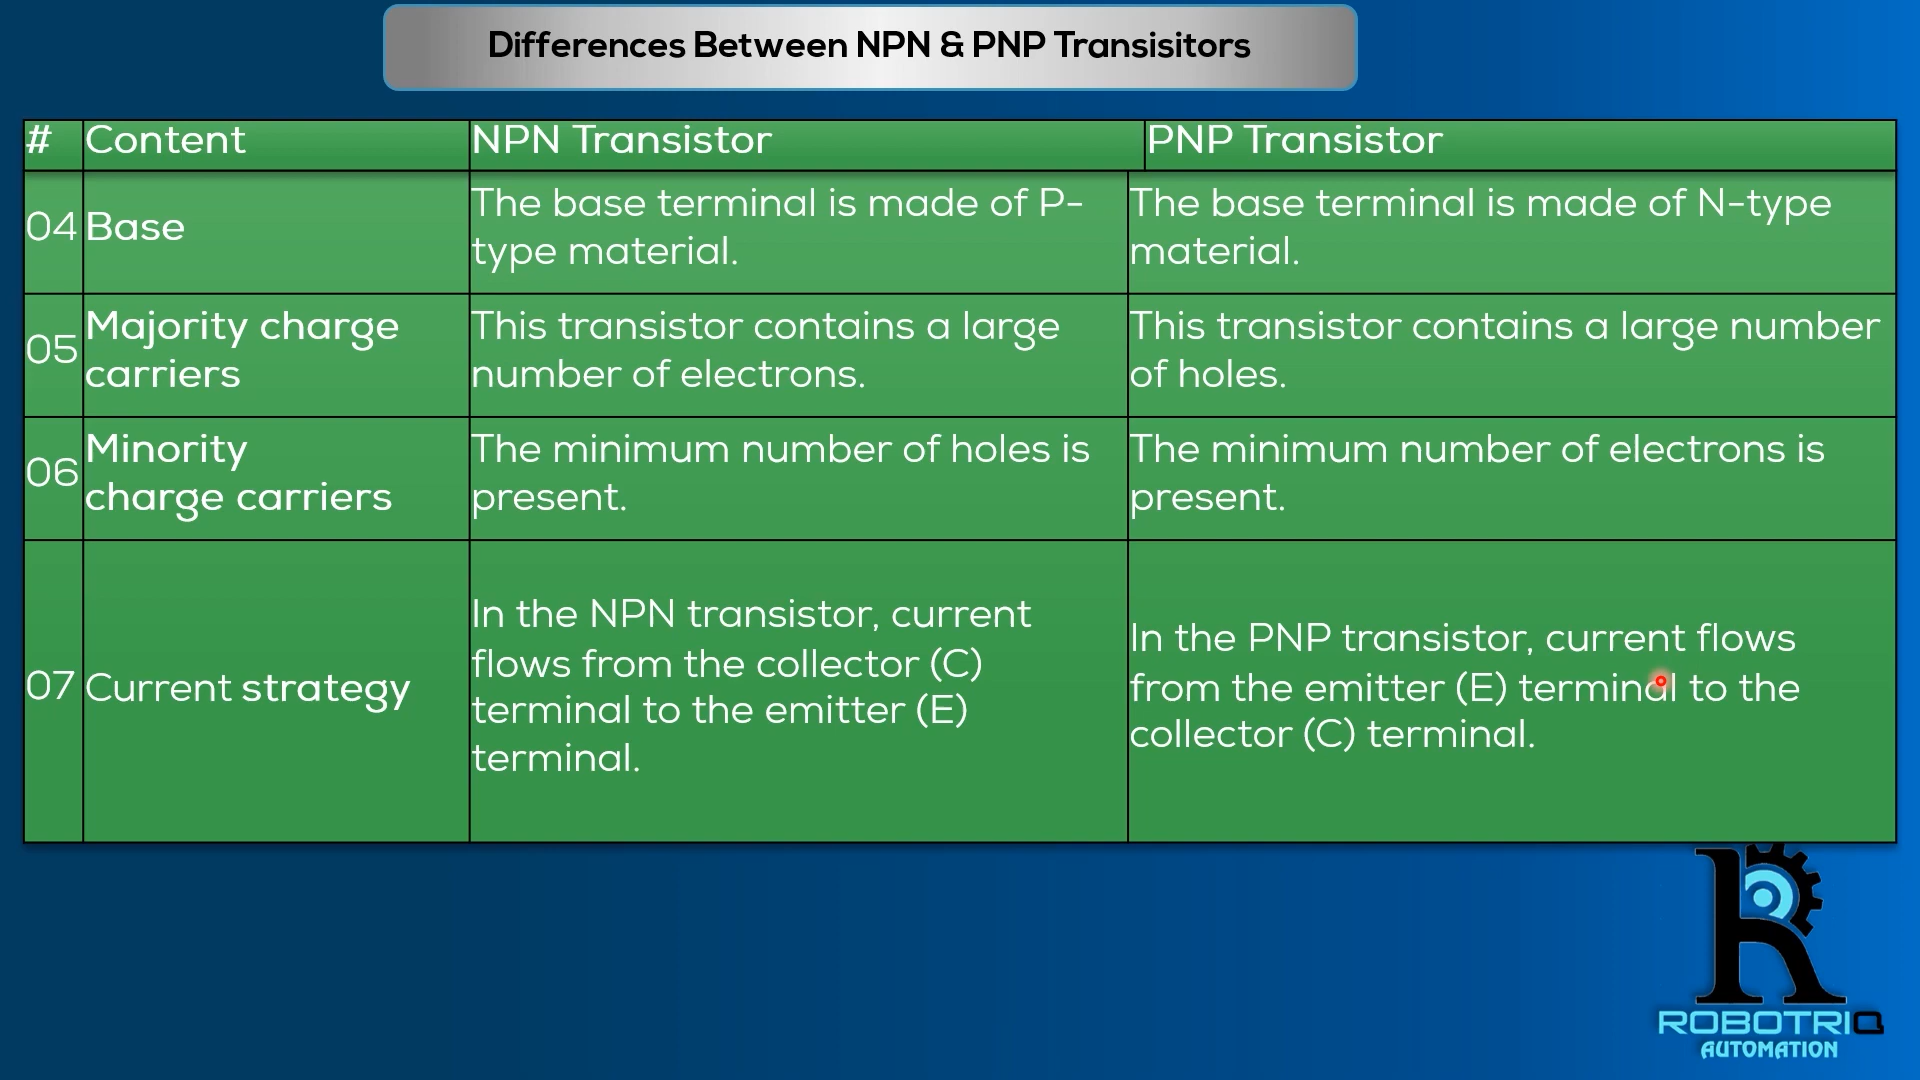 Differences Between NPN & PNP Transisitors
# Content NPN Transistor PNP Transistor
04 Base
The base terminal is made of P-
type material.
The base terminal is made of N-type
material.
05 Majority charge
carriers
This transistor contains a large
number of electrons.
This transistor contains a large number
of holes.
06 Minority
charge carriers
The minimum number of holes is
present.
The minimum number of electrons is
present.
07 Current strategy
In the NPN transistor, current
flows from the collector (C)
terminal to the emitter (E)
terminal.
In the PNP transistor, current flows
from the emitter (E) terminal to the
collector (C) terminal.
ROBOTRIQ
AUTOMATION